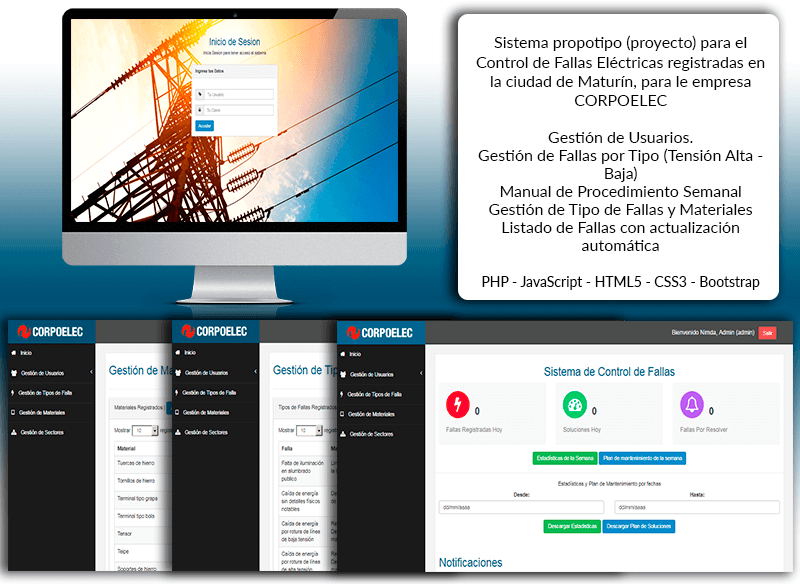 Inicio de Sesion
Inicia Sesion para tener acceso al sistema
Ingresa tus Datos
Tu Usuario
Tu Clave
Acceder
Sistema propotipo (proyecto) para el
Control de Fallas Eléctricas registradas en
la ciudad de Maturín, para le empresa
CORPOELEC
Gestión de Usuarios.
Gestión de Fallas por Tipo (Tensión Alta -
Baja)
Manual de Procedimiento Semanal
Gestión de Tipo de Fallas y Materiales
Listado de Fallas con actualización
automática
PHP - JavaScript - HTML5 - CSS3 - Bootstrap
CORPOELEC
Inicio
Gestión de Usuarios
Gestión de Tipos de Falla
Gestión de Materiales
Gestión de Sectores
Gestión de Ma
Materiales Registrados
Mostrar 10 regis
Material
Tuercas de hierro
Tornillos de hierro
Terminal tipo grapa
Terminal tipo bola
Tensor
Teipe
Soportes de hierro
CORPOELEC
Inicio
Gestión de Usuarios
Gestión de Tipos de Falla
Gestión de Materiales
Gestión de Sectores
Gestión de Tip
Tipos de Fallas Registrados
Mostrar 10 regis
Falla
Falta de iluminación
en alumbrado
publico
Caída de energía
sin detalles físicos
notables
Caída de energía
por rotura de línea
de baja tensión
Caída de energía
por rotura de línea
de alta tensión
CORPOELEC
Bienvenido Nimda, Admin (admin)
Salir
Inicio
Gestión de Usuarios
Gestión de Tipos de Falla
Gestión de Materiales
Gestión de Sectores
Sistema de Control de Fallas
0
Fallas Registradas Hoy
0
Soluciones Hoy
0
Fallas Por Resolver
Estadísticas de la Semana
Plan de mantenimiento de la semana
Estadísticas y Plan de Mantenimiento por fechas
Desde:
Hasta:
dd/mm/aaaa
dd/mm/aaaa
Descargar Estadísticas
Descargar Plan de Soluciones
Notificaciones